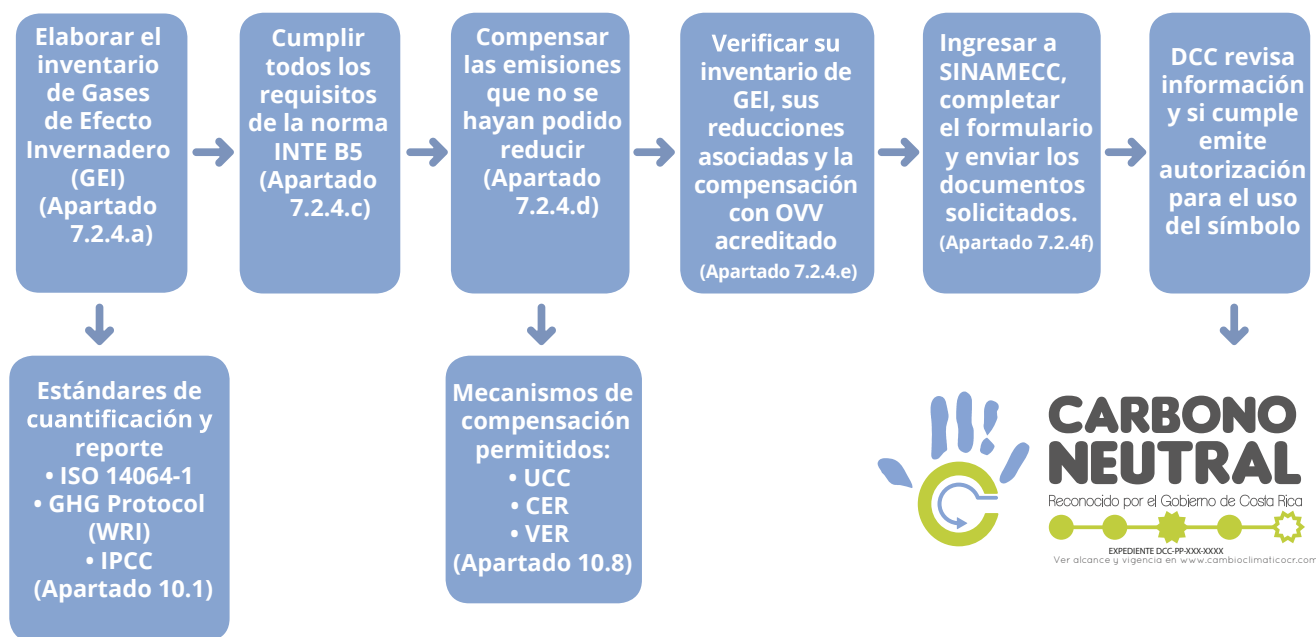 Elaborar el
inventario
de Gases
de Efecto
Invernadero
(GEI)
(Apartado
7.2.4.a)
Cumplir
todos los
requisitos
de la norma
INTE B5
(Apartado
7.2.4.c)
Compensar
las emisiones
que no se
hayan podido
reducir
(Apartado
7.2.4.d)
Verificar su
inventario de
GEI, sus
reducciones
asociadas y la
compensación
con OVV
acreditado
(Apartado 7.2.4.e)
Ingresar a
SINAMECC,
completar
el formulario
y enviar los
documentos
solicitados.
(Apartado 7.2.4f)
DCC revisa
información
y si cumple
emite
autorización
para el uso
del símbolo
Estándares de
cuantificación y
reporte
• ISO 14064-1
• GHG Protocol
(WRI)
• IPCC
(Apartado 10.1)
Mecanismos de
compensación
permitidos:
• UCC
• CER
• VER
(Apartado 10.8)
CARBONO
NEUTRAL
Reconocido por el Gobierno de Costa Rica
EXPEDIENTE DCC-PP-XXX-XXXX
Ver alcance y vigencia en www.cambioclimaticocr.com